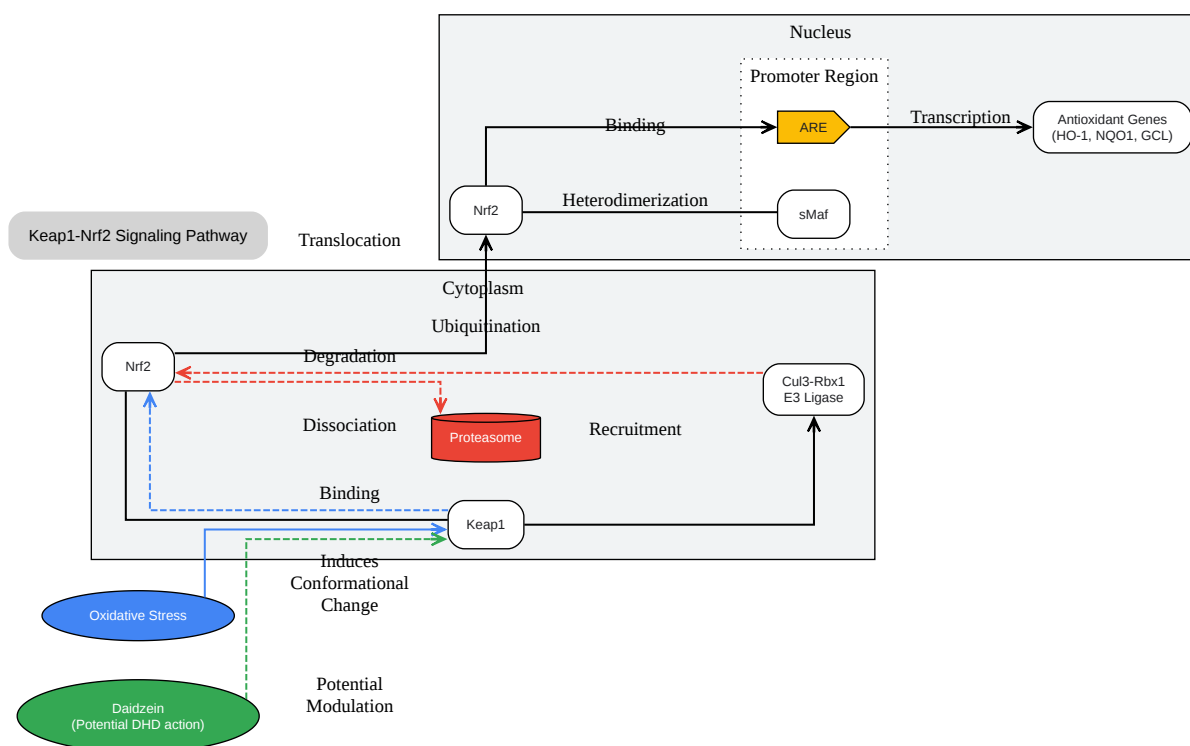 Nucleus
Promoter Region
Binding
ARE
Transcription
Antioxidant Genes
(HO-1, NQO1, GCL)
Nrf2
Heterodimerization
sMaf
Keap1-Nrf2 Signaling Pathway
Translocation
Cytoplasm
Ubiquitination
Nrf2
Degradation
Cul3-Rbx1
E3 Ligase
Dissociation
Proteasome
Recruitment
Binding
Keap1
Induces
Conformational
Change
Oxidative Stress
Potential
Modulation
Daidzein
(Potential DHD action)